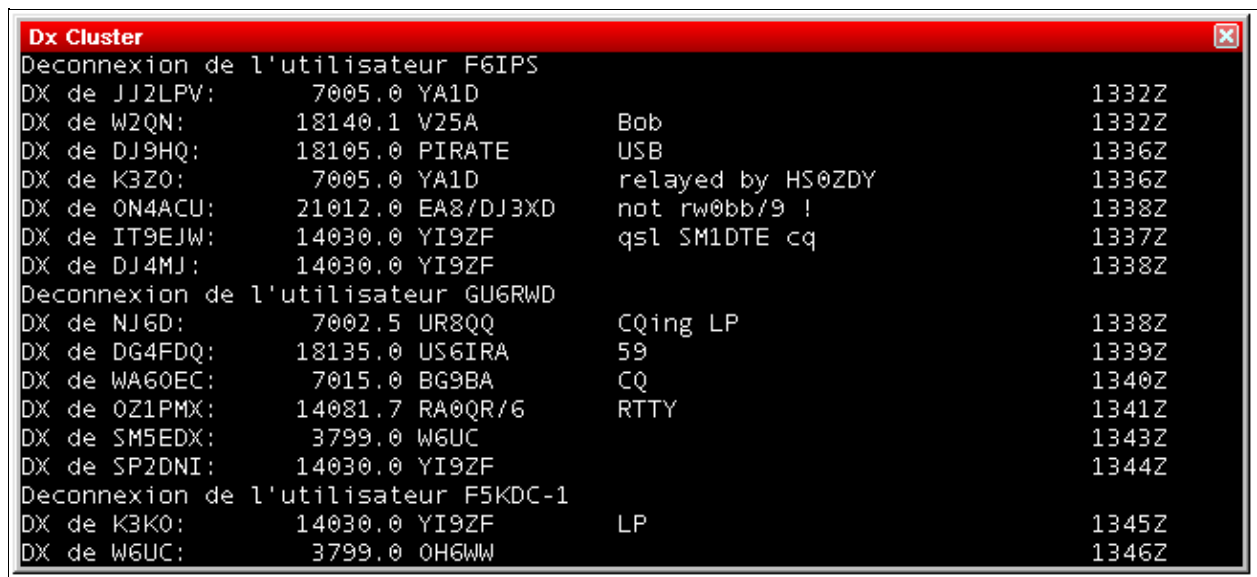 Dx Cluster
Deconnexion de l'utilisateur F6IPS
DX de JJ2LPV: 7005.0 YA1D 1332Z
DX de W2QN: 18140.1 V25A Bob 1332Z
DX de DJ9HQ: 18105.0 PIRATE USB 1336Z
DX de K3ZO: 7005.0 YA1D relayed by HS0ZDY 1336Z
DX de ON4ACU: 21012.0 EA8/DJ3XD not rw0bb/9 ! 1338Z
DX de IT9EJW: 14030.0 YI9ZF qsl SM1DTE cq 1337Z
DX de DJ4MJ: 14030.0 YI9ZF 1338Z
Deconnexion de l'utilisateur GU6RWD
DX de NJ6D: 7002.5 UR8QQ CQing LP 1338Z
DX de DG4FDQ: 18135.0 US6IRA 59 1339Z
DX de WA6OEC: 7015.0 BG9BA CQ 1340Z
DX de OZ1PMX: 14081.7 RA0QR/6 RTTY 1341Z
DX de SM5EDX: 3799.0 W6UC 1343Z
DX de SP2DNI: 14030.0 YI9ZF 1344Z
Deconnexion de l'utilisateur F5KDC-1
DX de K3KO: 14030.0 YI9ZF LP 1345Z
DX de W6UC: 3799.0 OH6WW 1346Z